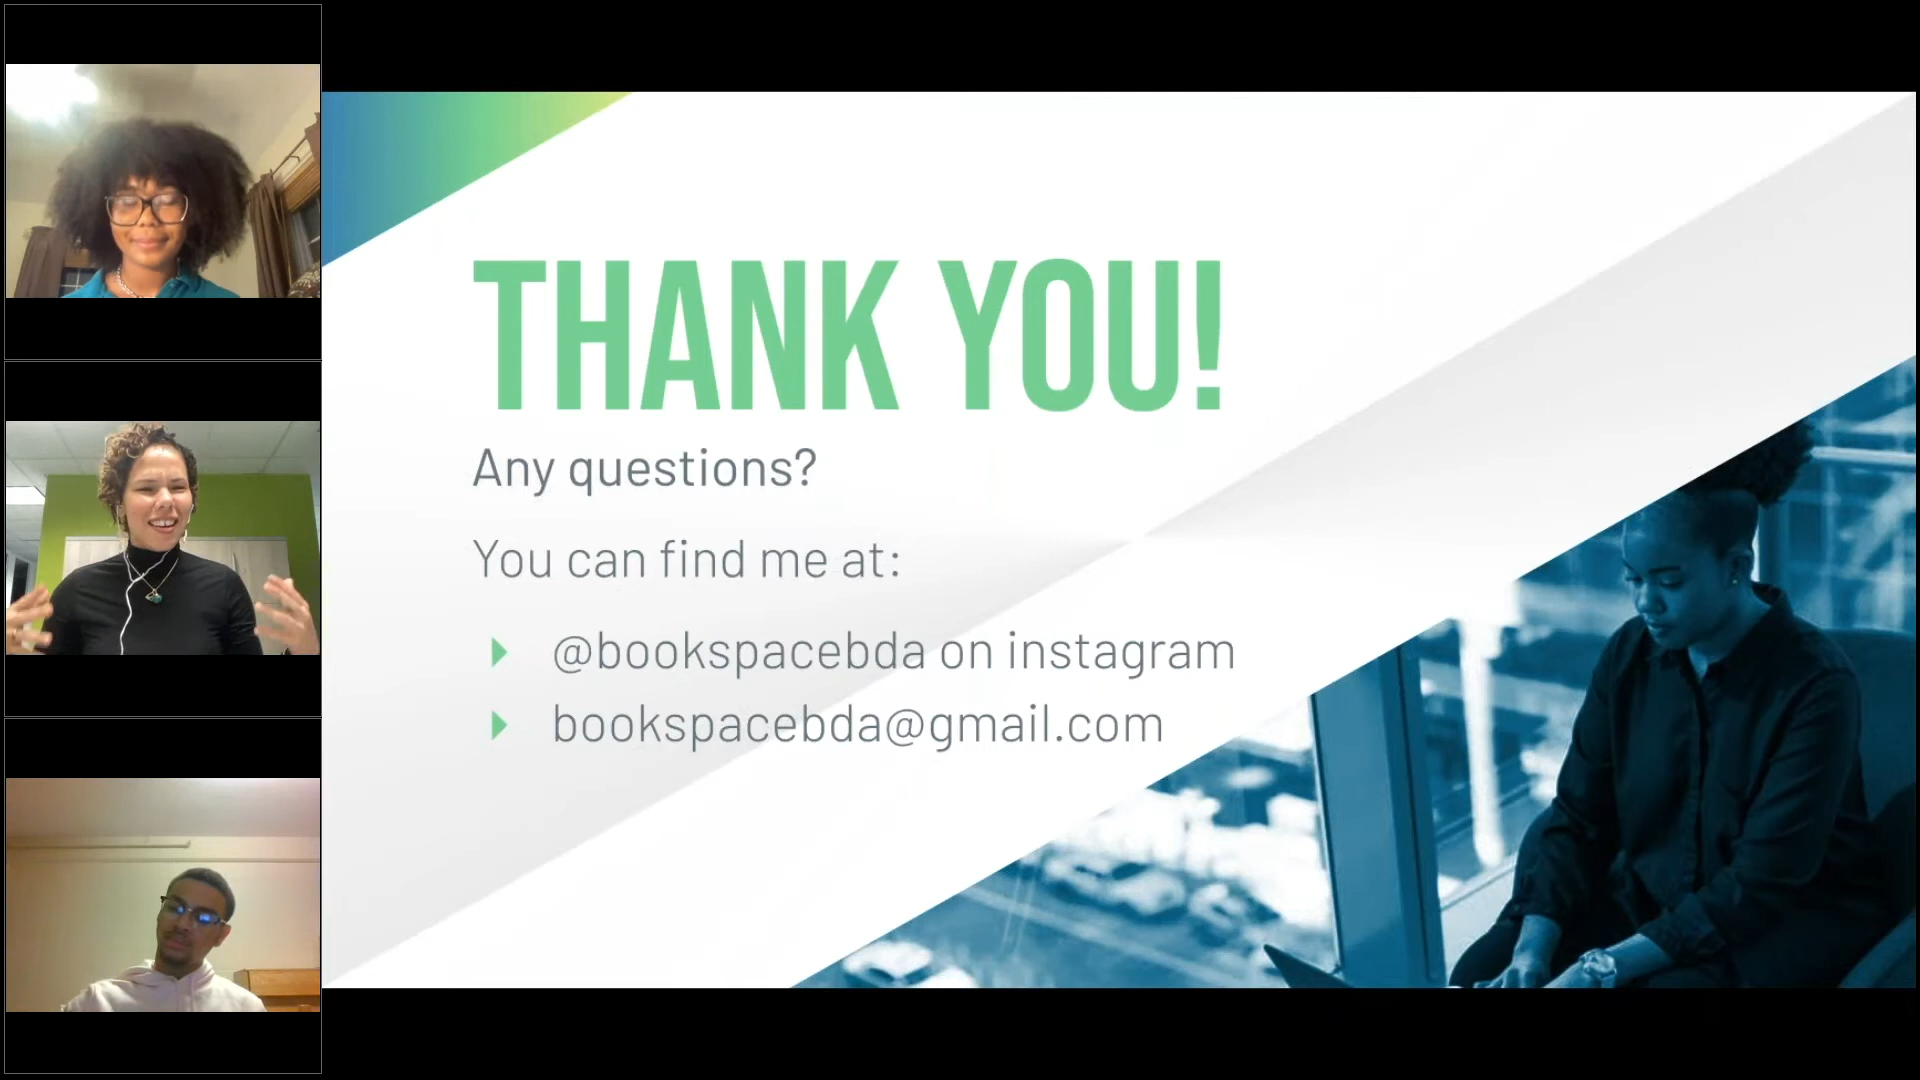 THANK YOU!
Any questions?
You can find me at:
@bookspacebda on instagram
bookspacebda@gmail.com